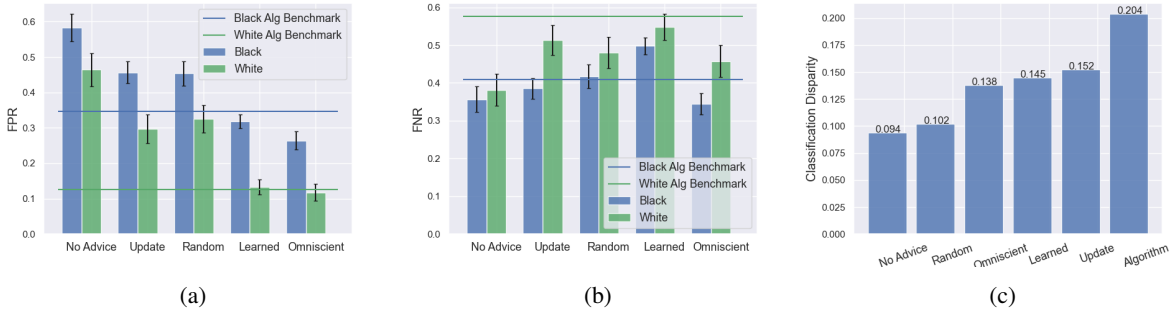 0.6
0.5
0.4
0.3
0.2
0.1
0.0
FPR
Black Alg Benchmark
White Alg Benchmark
Black
White
No Advice Update Random Learned Omniscient
(a)
0.6
0.5
0.4
0.3
0.2
0.1
0.0
FNR
Black Alg Benchmark
White Alg Benchmark
Black
White
No Advice Update Random Learned Omniscient
(b)
0.200
0.175
0.150
0.125
0.100
0.075
0.050
0.025
0.000
Classification Disparity
0.094
0.102
0.138
0.145
0.152
0.204
No Advice Random Omniscient Learned Update Algorithm
(c)